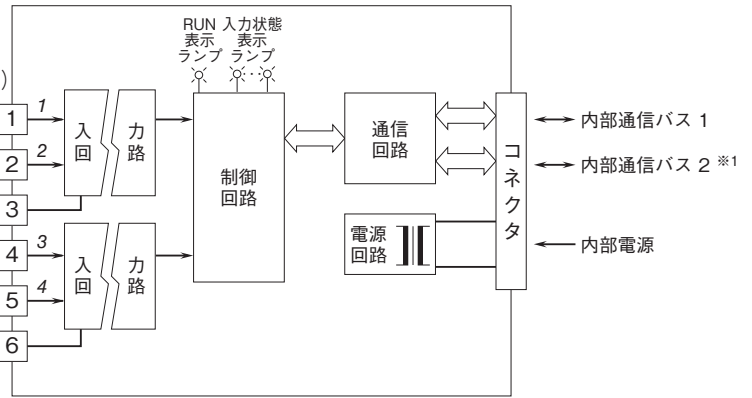 RUN 入力状態
表示 表示
ランプ ランプ
)
1 1
2 2
3
入力
回路
4 3
5 4
6
入力
回路
制御
回路
通信
回路
電源
回路
コネクタ
内部通信バス 1
内部通信バス 2 ※1
内部電源